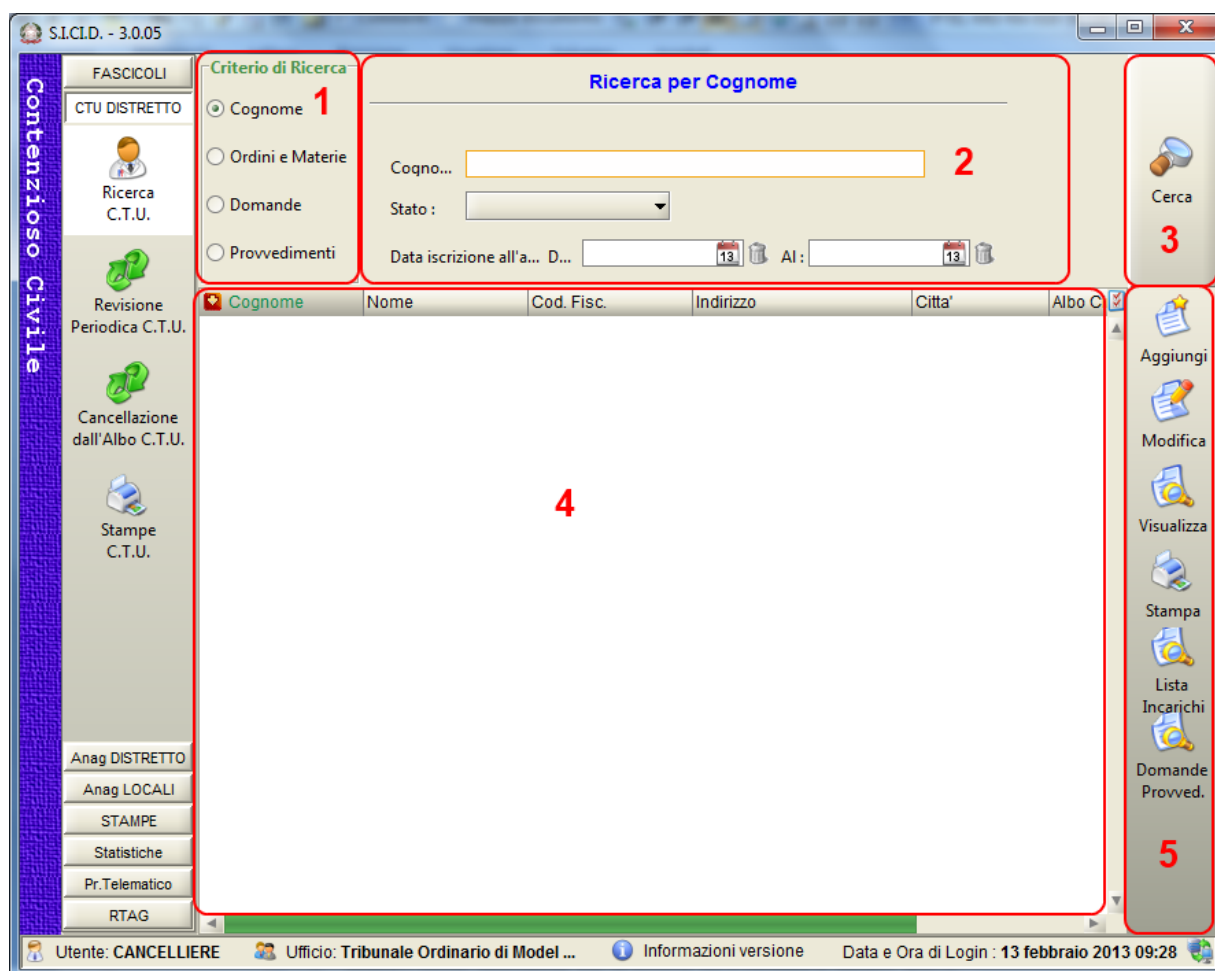 S.I.CI.D. - 3.0.05
Contenzioso Civile
FASCICOLI
CTU DISTRETTO
Ricerca
C.T.U.
Revisione
Periodica C.T.U.
Cancellazione
dall'Albo C.T.U.
Stampe
C.T.U.
Anag DISTRETTO
Anag LOCALI
STAMPE
Statistiche
Pr.Telematico
RTAG
Criterio di Ricerca
1
Cognome
Ordini e Materie
Domande
Provvedimenti
Ricerca per Cognome
Cogno...
2
Stato :
Data iscrizione all'a... D... 13 Al : 13
Cerca
3
Cognome Nome Cod. Fisc. Indirizzo Citta' Albo C
4
Aggiungi
Modifica
Visualizza
Stampa
Lista
Incarichi
Domande
Provved.
5
Utente: CANCELLIERE Ufficio: Tribunale Ordinario di Model ... Informazioni versione Data e Ora di Login : 13 febbraio 2013 09:28